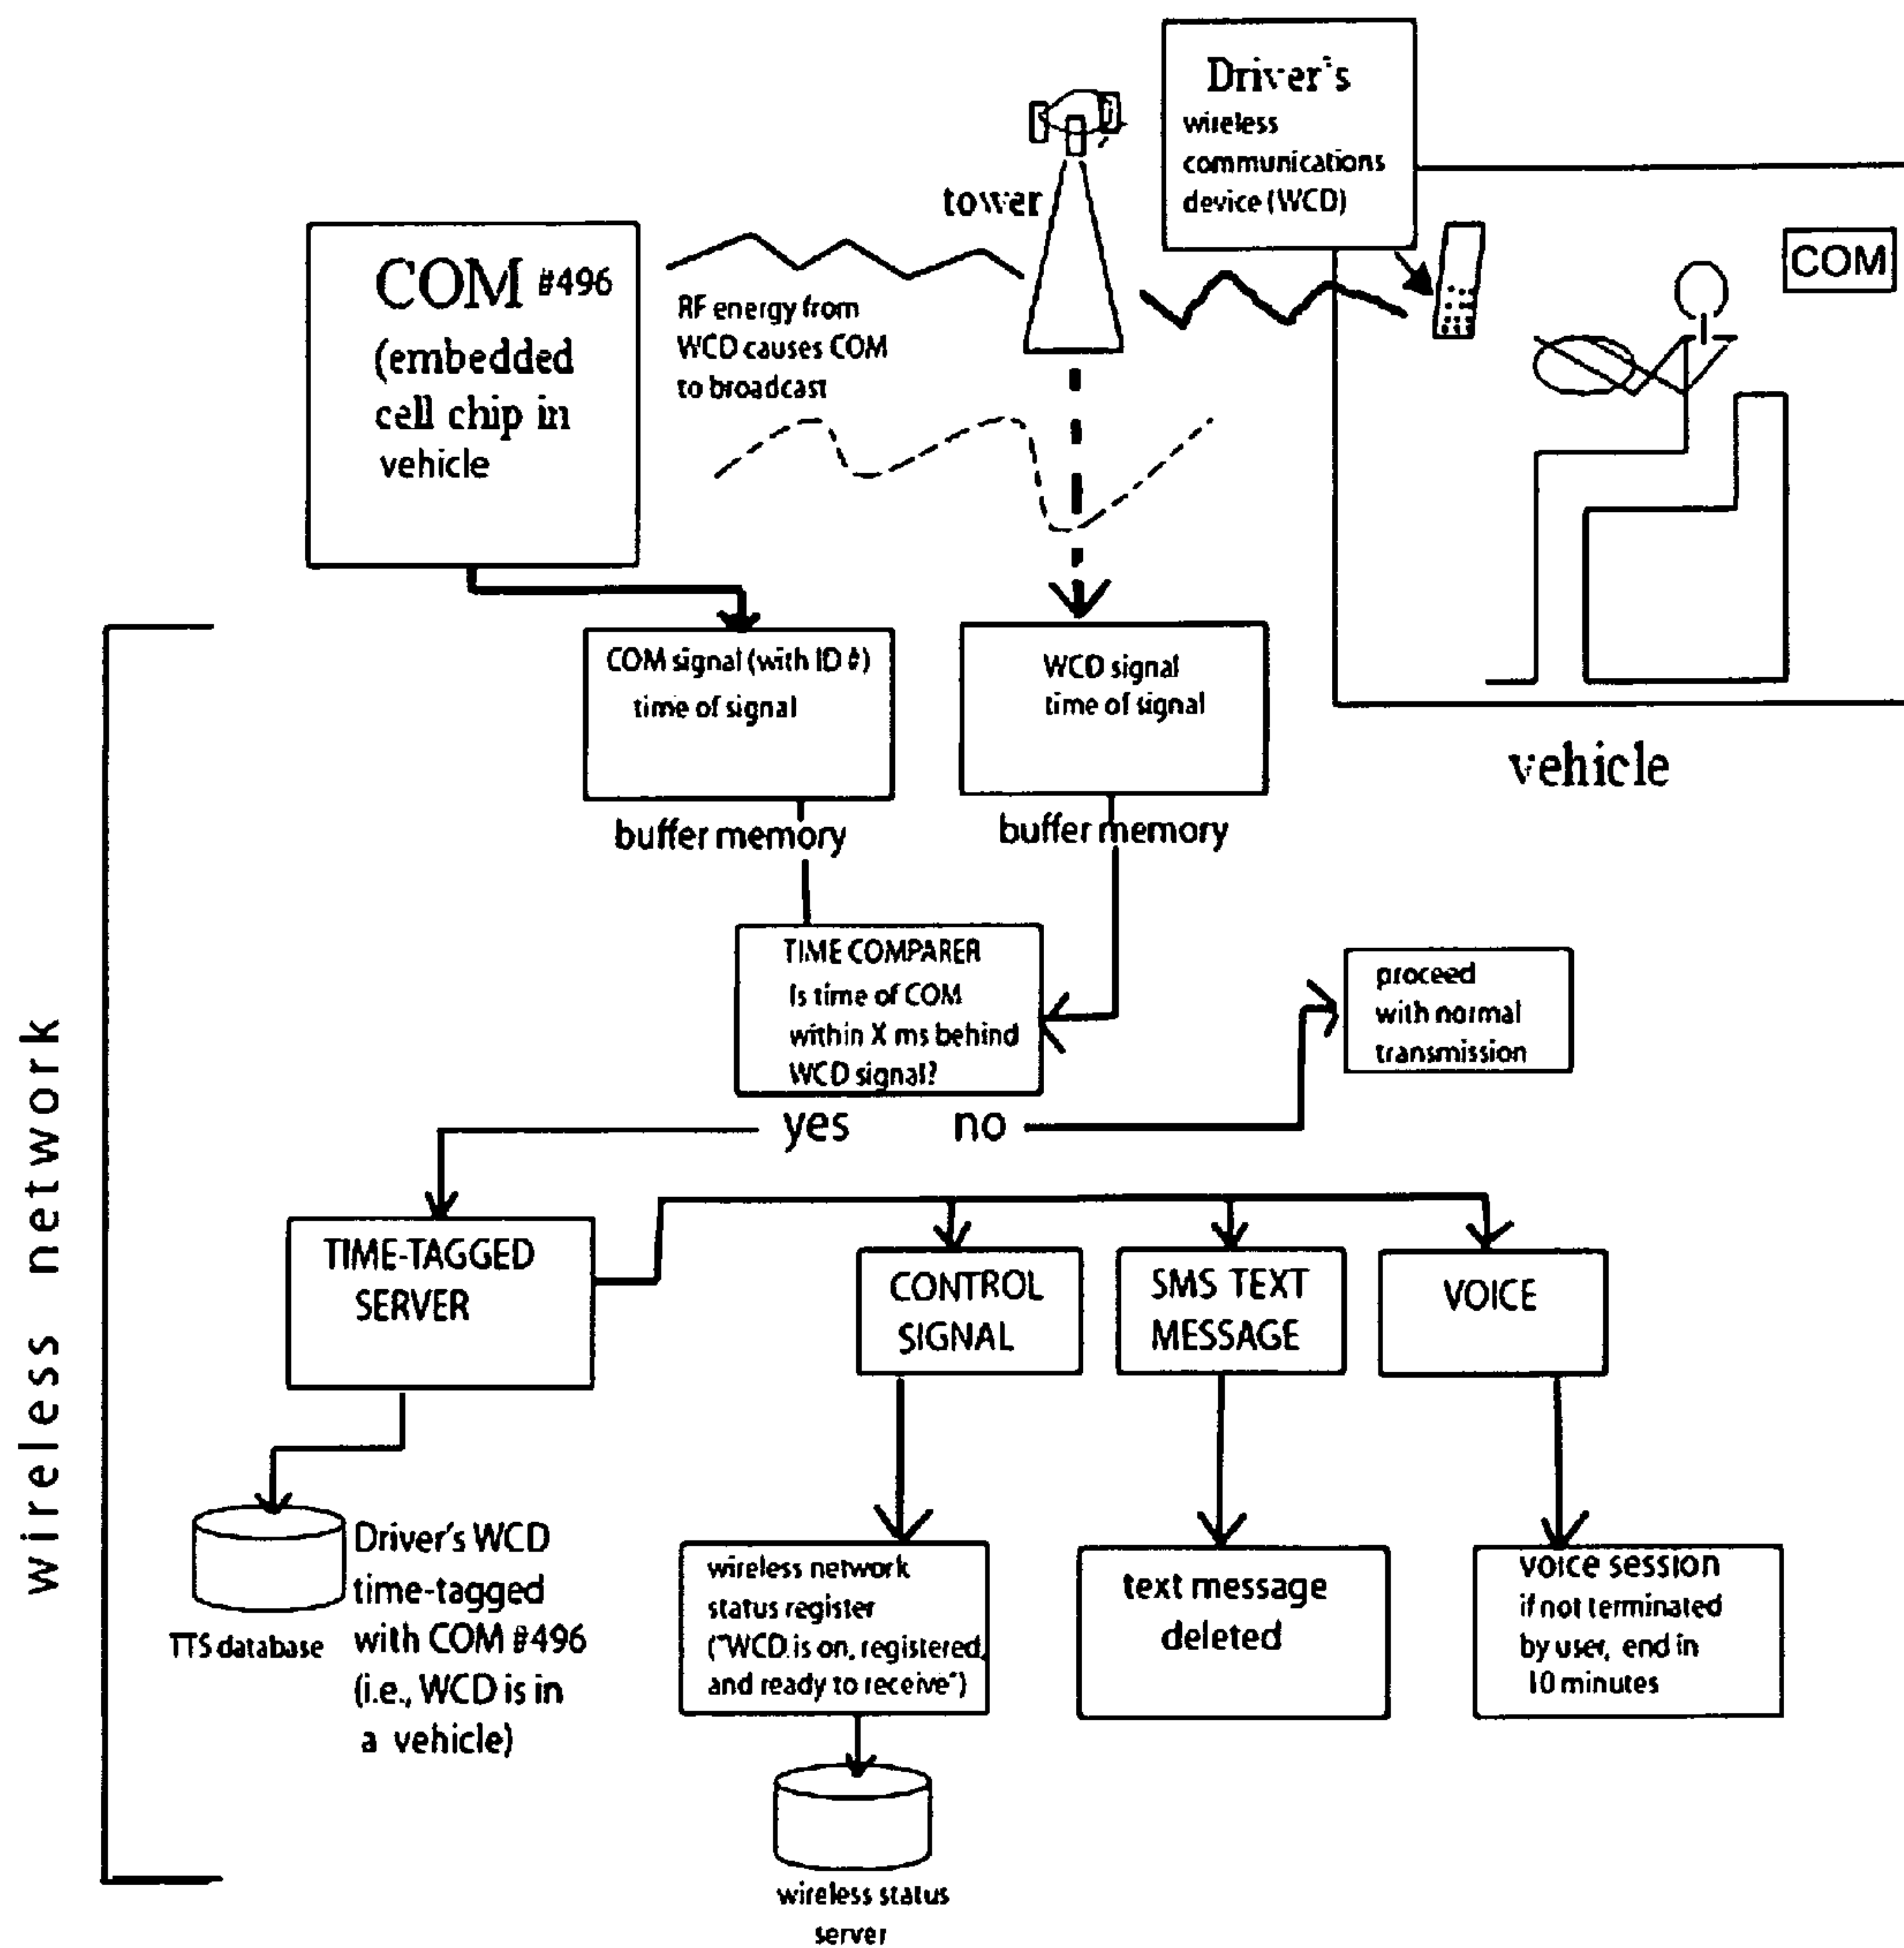 Driver's
wireless
communications
device (WCD)
tower
COM #496
(embedded
cell chip in
vehicle
RF energy from
WCD causes COM
to broadcast
COM
vehicle
COM signal (with ID #)
time of signal
WCD signal
time of signal
buffer memory
buffer memory
TIME COMPARER
Is time of COM
within X ms behind
WCD signal?
proceed
with normal
transmission
yes
no
wireless network
TIME-TAGGED
SERVER
CONTROL
SIGNAL
SMS TEXT
MESSAGE
VOICE
TTS database
Driver's WCD
time-tagged
with COM #496
(i.e., WCD is in
a vehicle)
wireless network
status register
("WCD is on, registered,
and ready to receive")
text message
deleted
voice session
if not terminated
by user, end in
10 minutes
wireless status
server